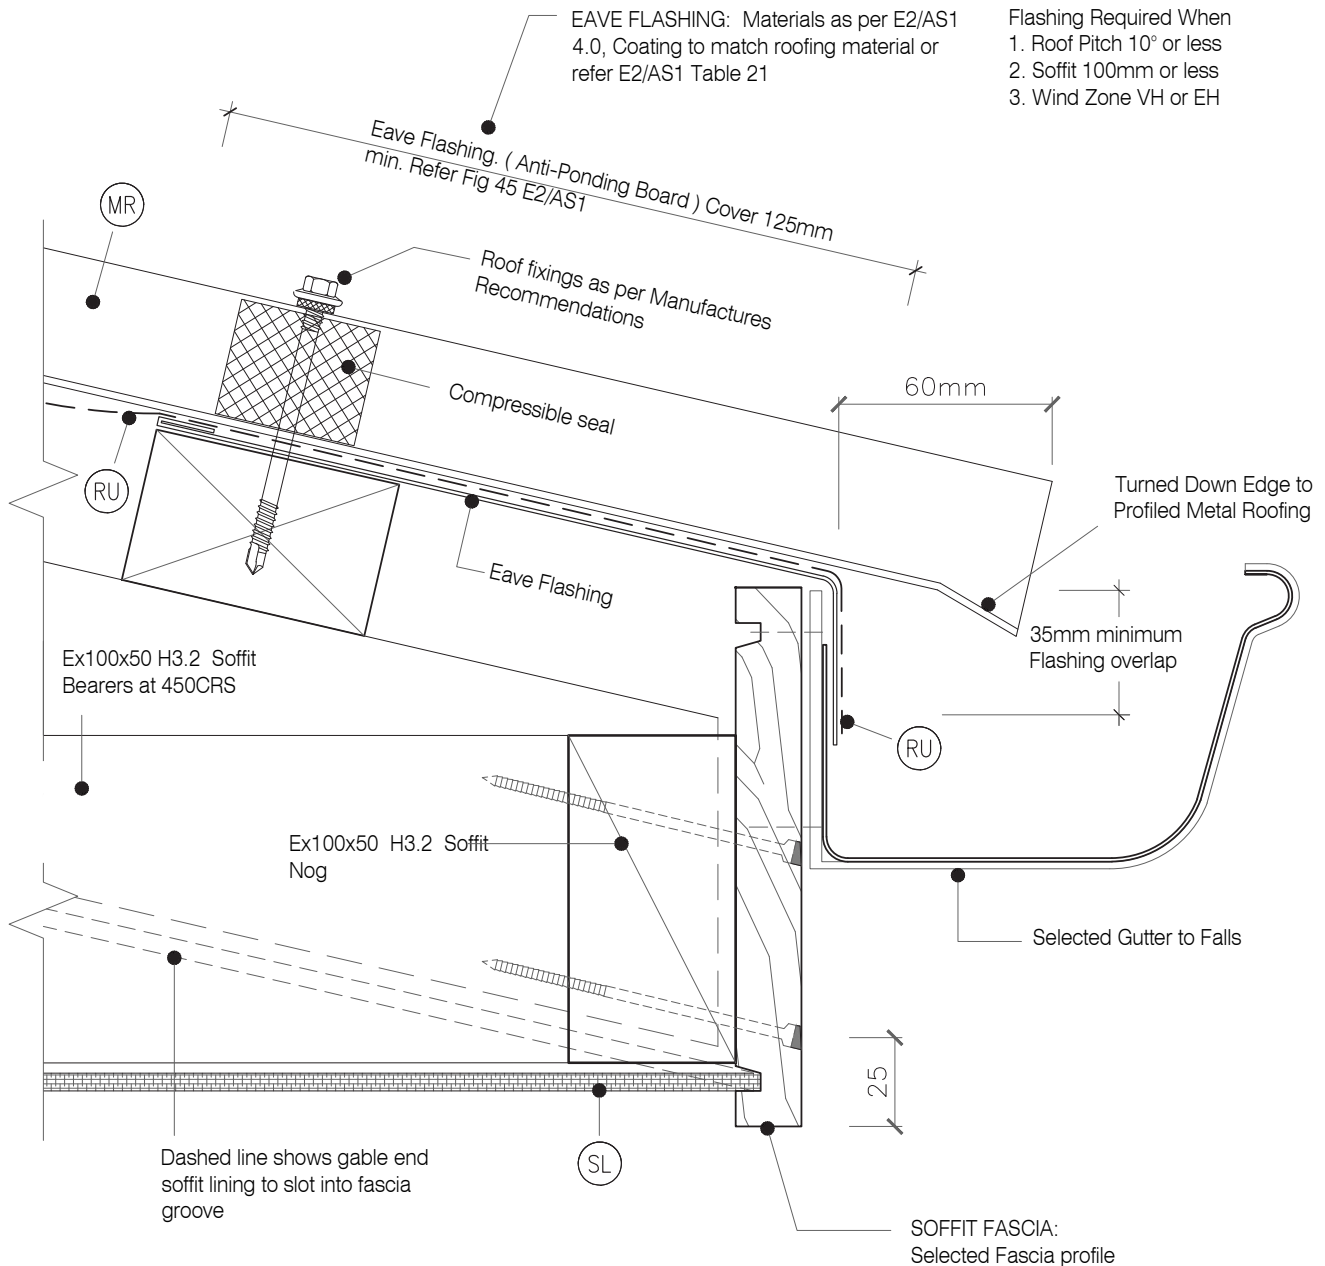 EAVE FLASHING: Materials as per E2/AS1
4.0, Coating to match roofing material or
refer E2/AS1 Table 21
Flashing Required When
1. Roof Pitch 10° or less
2. Soffit 100mm or less
3. Wind Zone VH or EH
Eave Flashing. ( Anti-Ponding Board ) Cover 125mm
min. Refer Fig 45 E2/AS1
MR
Roof fixings as per Manufactures
Recommendations
Compressible seal
60mm
RU
Turned Down Edge to
Profiled Metal Roofing
Eave Flashing
35mm minimum
Flashing overlap
Ex100x50 H3.2 Soffit
Bearers at 450CRS
RU
Ex100x50 H3.2 Soffit
Nog
Selected Gutter to Falls
25
SL
Dashed line shows gable end
soffit lining to slot into fascia
groove
SOFFIT FASCIA:
Selected Fascia profile